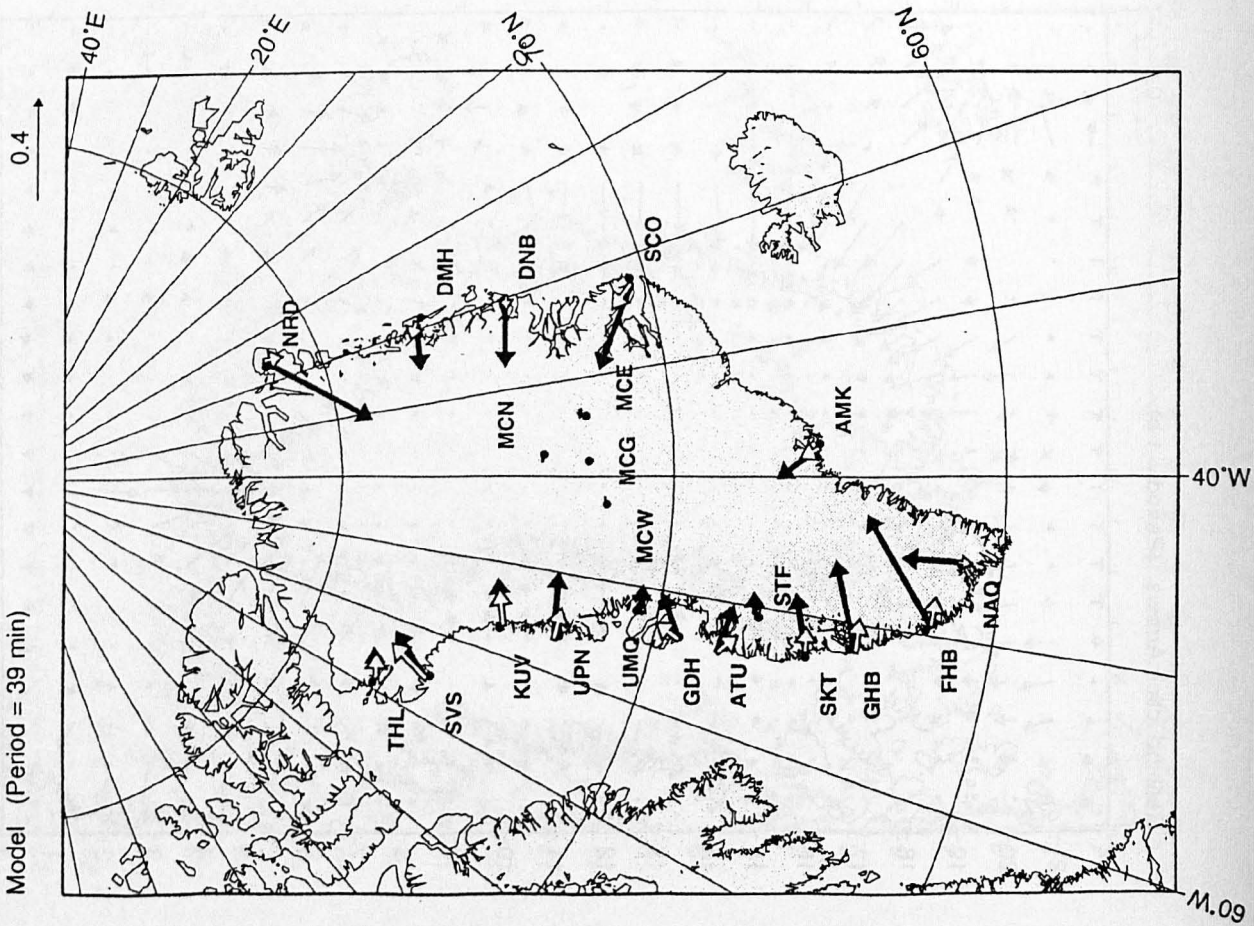 Model : (Period = 39 min)
0.4
40°E
20°E
70°N
60°N
NRD
DMH
DNB
SCO
MCN
MCE
MCG
MCW
AMK
40°W
STF
THL
SVS
KUV
UPN
UMQ
GDH
ATU
SKT
GHB
FHB
NAQ
60°W